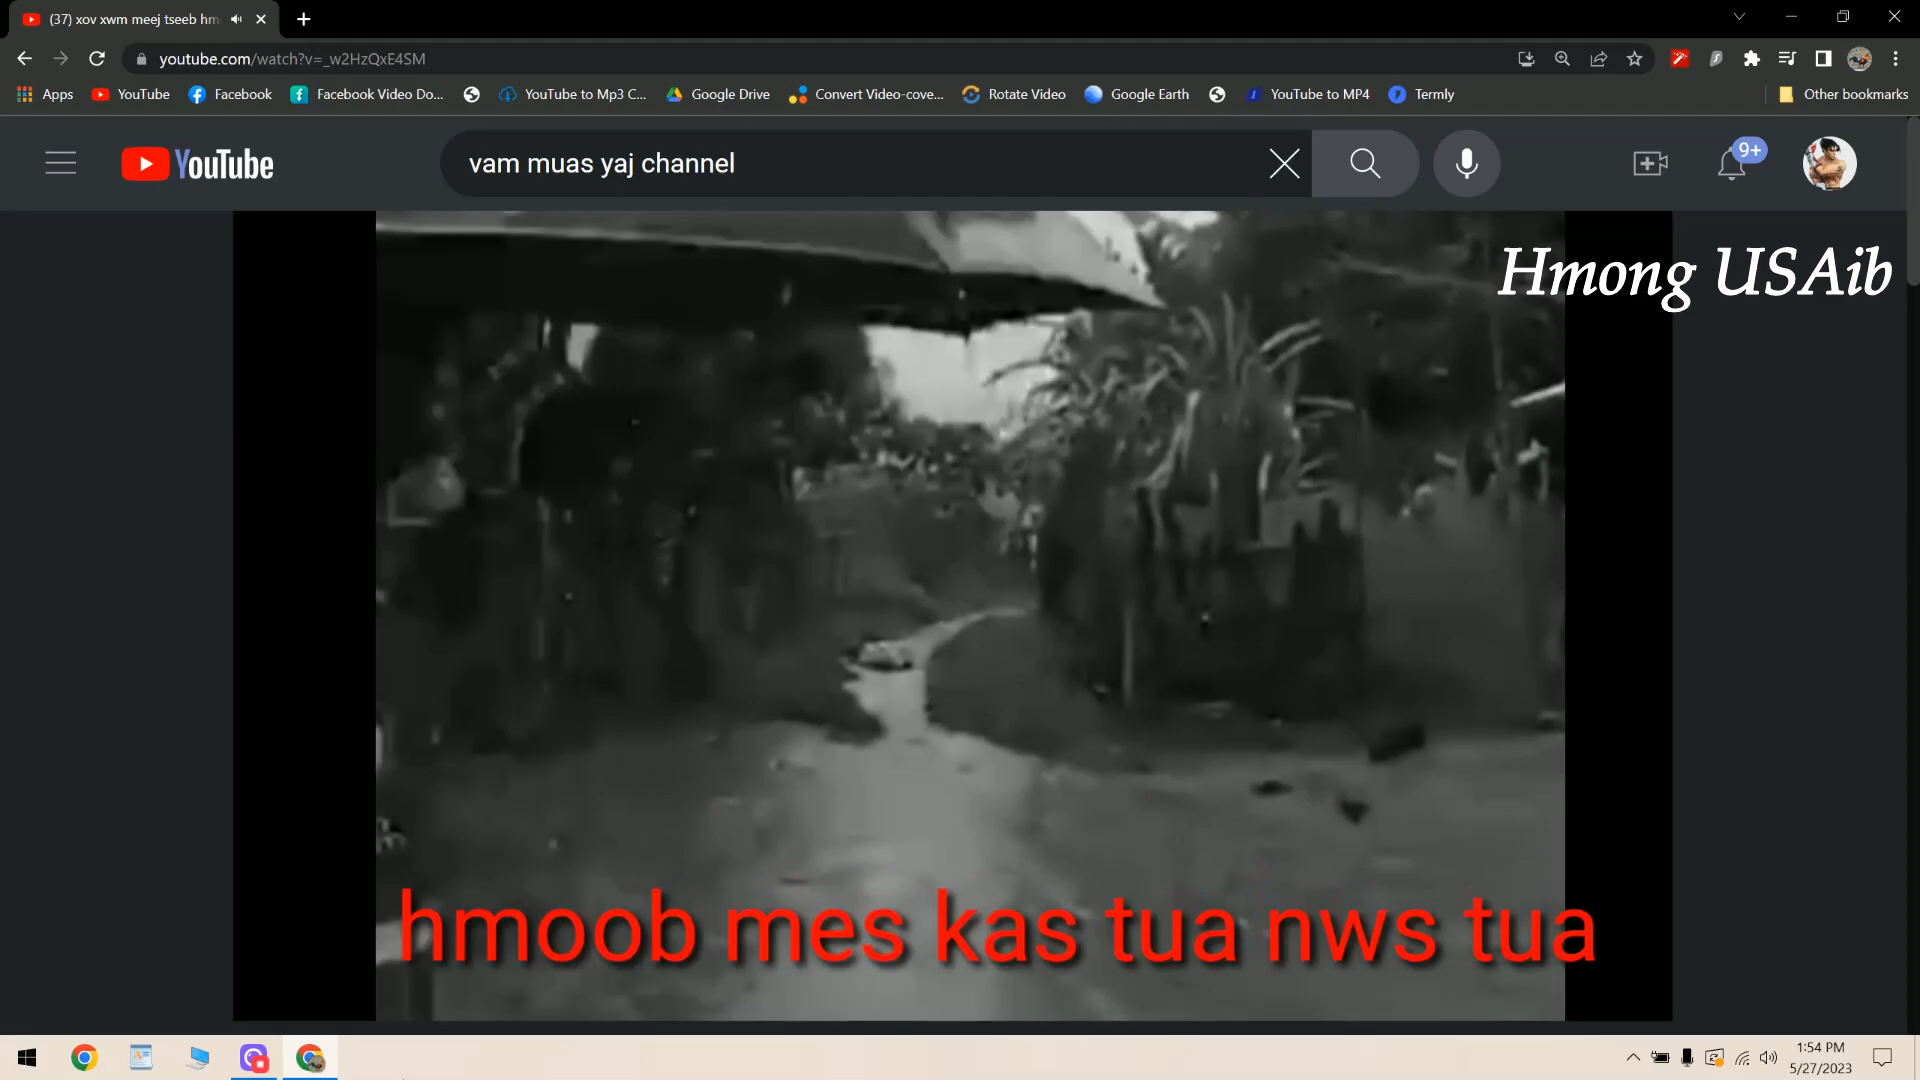 (37) xov xwm meej tseeb hm
youtube.com/watch?v=_w2HzQxE4SM
Apps
YouTube
Facebook
Facebook Video Do...
YouTube to Mp3 C...
Google Drive
Convert Video-cove...
Rotate Video
Google Earth
YouTube to MP4
Termly
Other bookmarks
YouTube
vam muas yaj channel
9+
Hmong USAib
hmoob mes kas tua nws tua
1:54 PM
5/27/2023